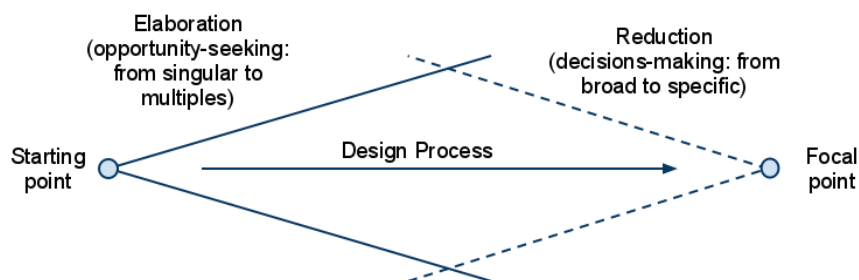 Elaboration
(opportunity-seeking:
from singular to
multiples)
Reduction
(decisions-making: from
broad to specific)
Starting
point
Design Process
Focal
point